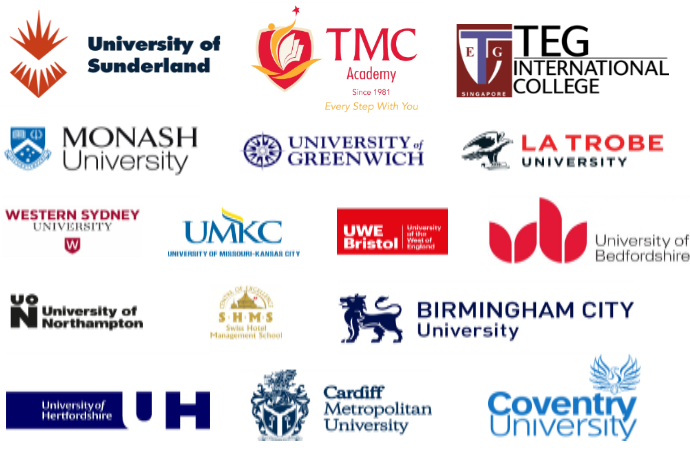 University of
Sunderland
TMC
Academy
Since 1981
Every Step With You
E T G
SINGAPORE
TEG
INTERNATIONAL
COLLEGE
MONASH
University
UNIVERSITY of
GREENWICH
LA TROBE
UNIVERSITY
WESTERN SYDNEY
UNIVERSITY
W
UMKC
UNIVERSITY OF MISSOURI-KANSAS CITY
UWE
Bristol
University
of the
West of
England
University of
Bedfordshire
UO
N
University of
Northampton
S·H·M·S
Swiss Hotel
Management School
BIRMINGHAM CITY
University
University of
Hertfordshire
UH
Cardiff
Metropolitan
University
Coventry
University